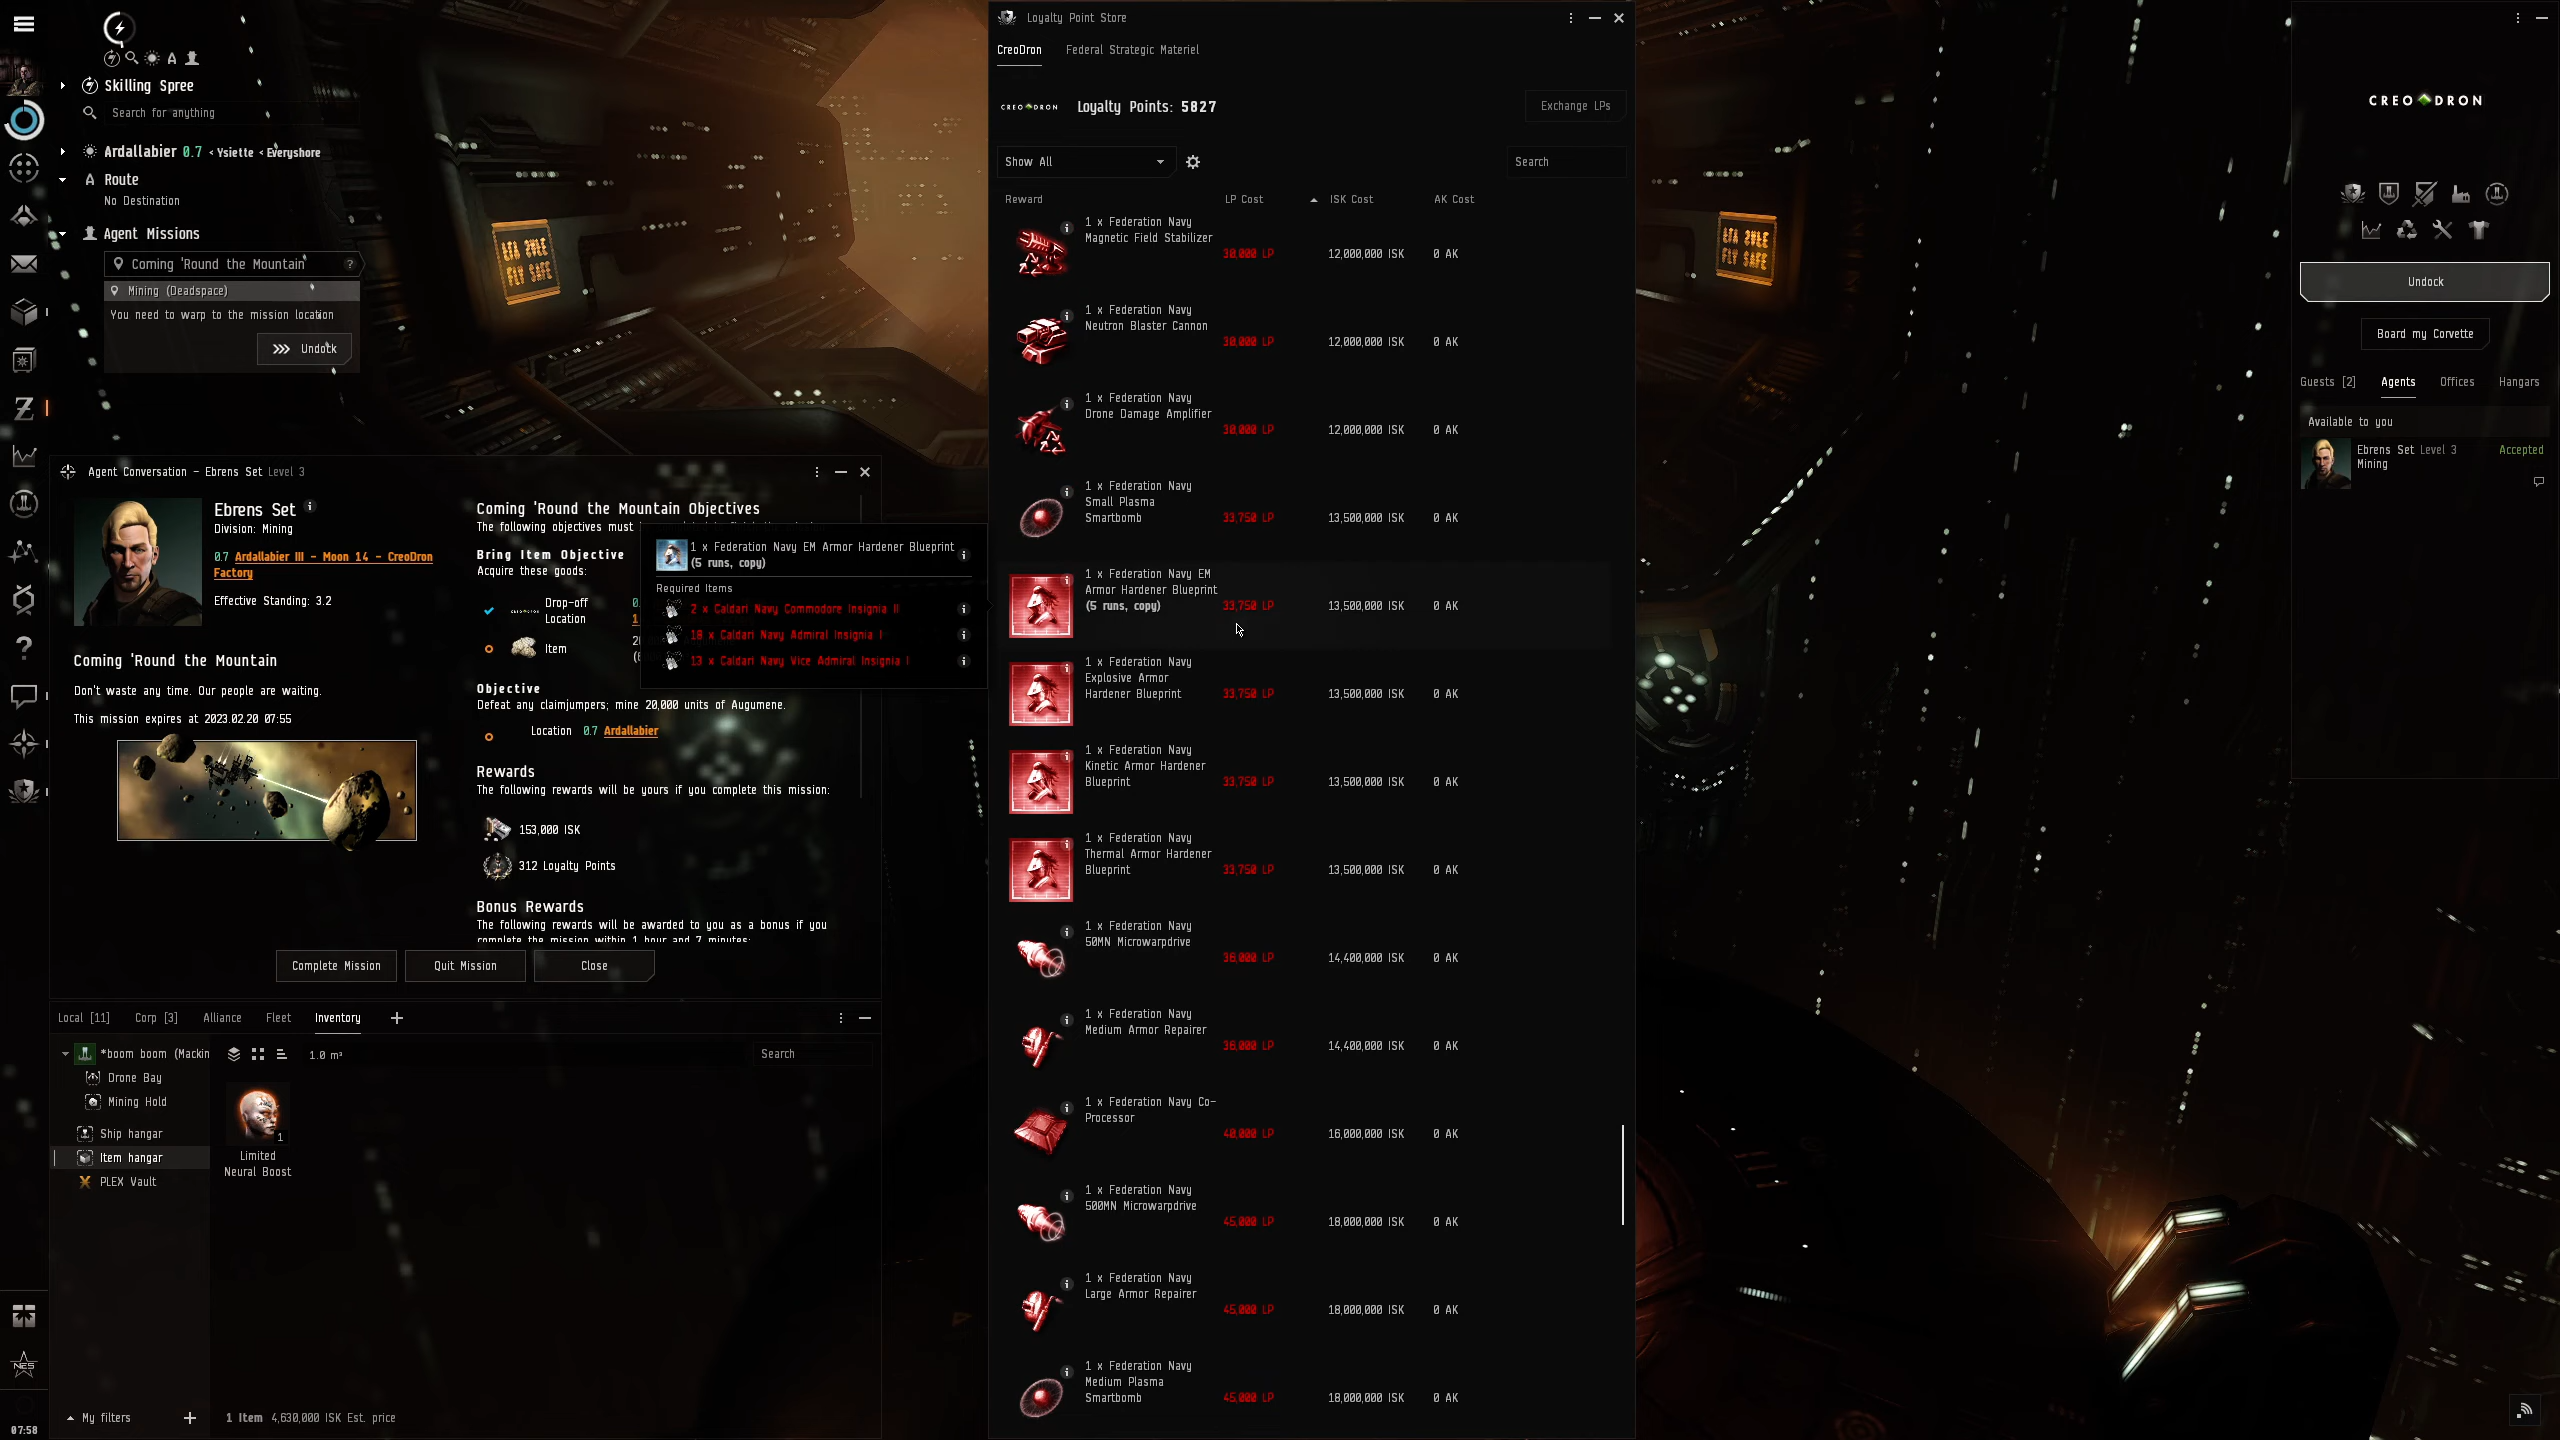 Skilling Spree
Search for anything
Ardallabier 0.7 < Ysiette < Everyshore
Route
No Destination
Agent Missions
Coming 'Round the Mountain
?
Mining (Deadspace)
You need to warp to the mission location
Undock
Agent Conversation - Ebrens Set Level 3
Ebrens Set
Division: Mining
0.7 Ardallabier III - Moon 14 - CreoDron
Factory
Effective Standing: 3.2
Coming 'Round the Mountain
Don't waste any time. Our people are waiting.
This mission expires at 2023.02.20 07:55
Coming 'Round the Mountain Objectives
The following objectives must
Bring Item Objective
Acquire these goods:
Drop-off
Location
Item
Objective
Defeat any claimjumpers; mine 20,000 units of Augumene.
Location 0.7 Ardallabier
Rewards
The following rewards will be yours if you complete this mission:
153,000 ISK
312 Loyalty Points
Bonus Rewards
The following rewards will be awarded to you as a bonus if you
complete the mission within 1 hour and 7 minutes:
Complete Mission
Quit Mission
Close
1 x Federation Navy EM Armor Hardener Blueprint
(5 runs, copy)
Required Items
2 x Caldari Navy Commodore Insignia II
18 x Caldari Navy Admiral Insignia I
13 x Caldari Navy Vice Admiral Insignia I
Local [11]
Corp [3]
Alliance
Fleet
Inventory
*boom boom (Mackin
Drone Bay
Mining Hold
Ship hangar
Item hangar
PLEX Vault
1.0 m³
Search
1
Limited
Neural Boost
My filters
1 Item 4,630,000 ISK Est. price
NES
07:58
Loyalty Point Store
CreoDron
Federal Strategic Materiel
CREODRON
Loyalty Points: 5827
Exchange LPs
Show All
Search
Reward
LP Cost
ISK Cost
AK Cost
1 x Federation Navy
Magnetic Field Stabilizer
30,000 LP
12,000,000 ISK
0 AK
1 x Federation Navy
Neutron Blaster Cannon
30,000 LP
12,000,000 ISK
0 AK
1 x Federation Navy
Drone Damage Amplifier
30,000 LP
12,000,000 ISK
0 AK
1 x Federation Navy
Small Plasma
Smartbomb
33,750 LP
13,500,000 ISK
0 AK
1 x Federation Navy EM
Armor Hardener Blueprint
(5 runs, copy)
33,750 LP
13,500,000 ISK
0 AK
1 x Federation Navy
Explosive Armor
Hardener Blueprint
33,750 LP
13,500,000 ISK
0 AK
1 x Federation Navy
Kinetic Armor Hardener
Blueprint
33,750 LP
13,500,000 ISK
0 AK
1 x Federation Navy
Thermal Armor Hardener
Blueprint
33,750 LP
13,500,000 ISK
0 AK
1 x Federation Navy
50MN Microwarpdrive
36,000 LP
14,400,000 ISK
0 AK
1 x Federation Navy
Medium Armor Repairer
36,000 LP
14,400,000 ISK
0 AK
1 x Federation Navy Co-
Processor
40,000 LP
16,000,000 ISK
0 AK
1 x Federation Navy
500MN Microwarpdrive
45,000 LP
18,000,000 ISK
0 AK
1 x Federation Navy
Large Armor Repairer
45,000 LP
18,000,000 ISK
0 AK
1 x Federation Navy
Medium Plasma
Smartbomb
45,000 LP
18,000,000 ISK
0 AK
FLY SAFE
FLY SAFE
CREODRON
Undock
Board my Corvette
Guests [2]
Agents
Offices
Hangars
Available to you
Ebrens Set Level 3
Mining
Accepted